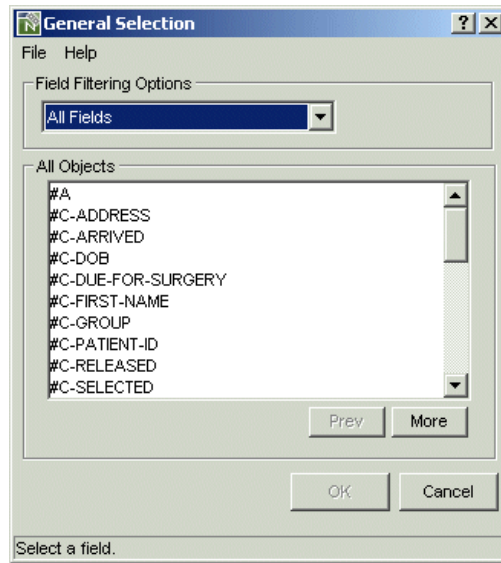 General Selection
File Help
Field Filtering Options
All Fields
All Objects
#A
#C-ADDRESS
#C-ARRIVED
#C-DOB
#C-DUE-FOR-SURGERY
#C-FIRST-NAME
#C-GROUP
#C-PATIENT-ID
#C-RELEASED
#C-SELECTED
Prev More
OK Cancel
Select a field.